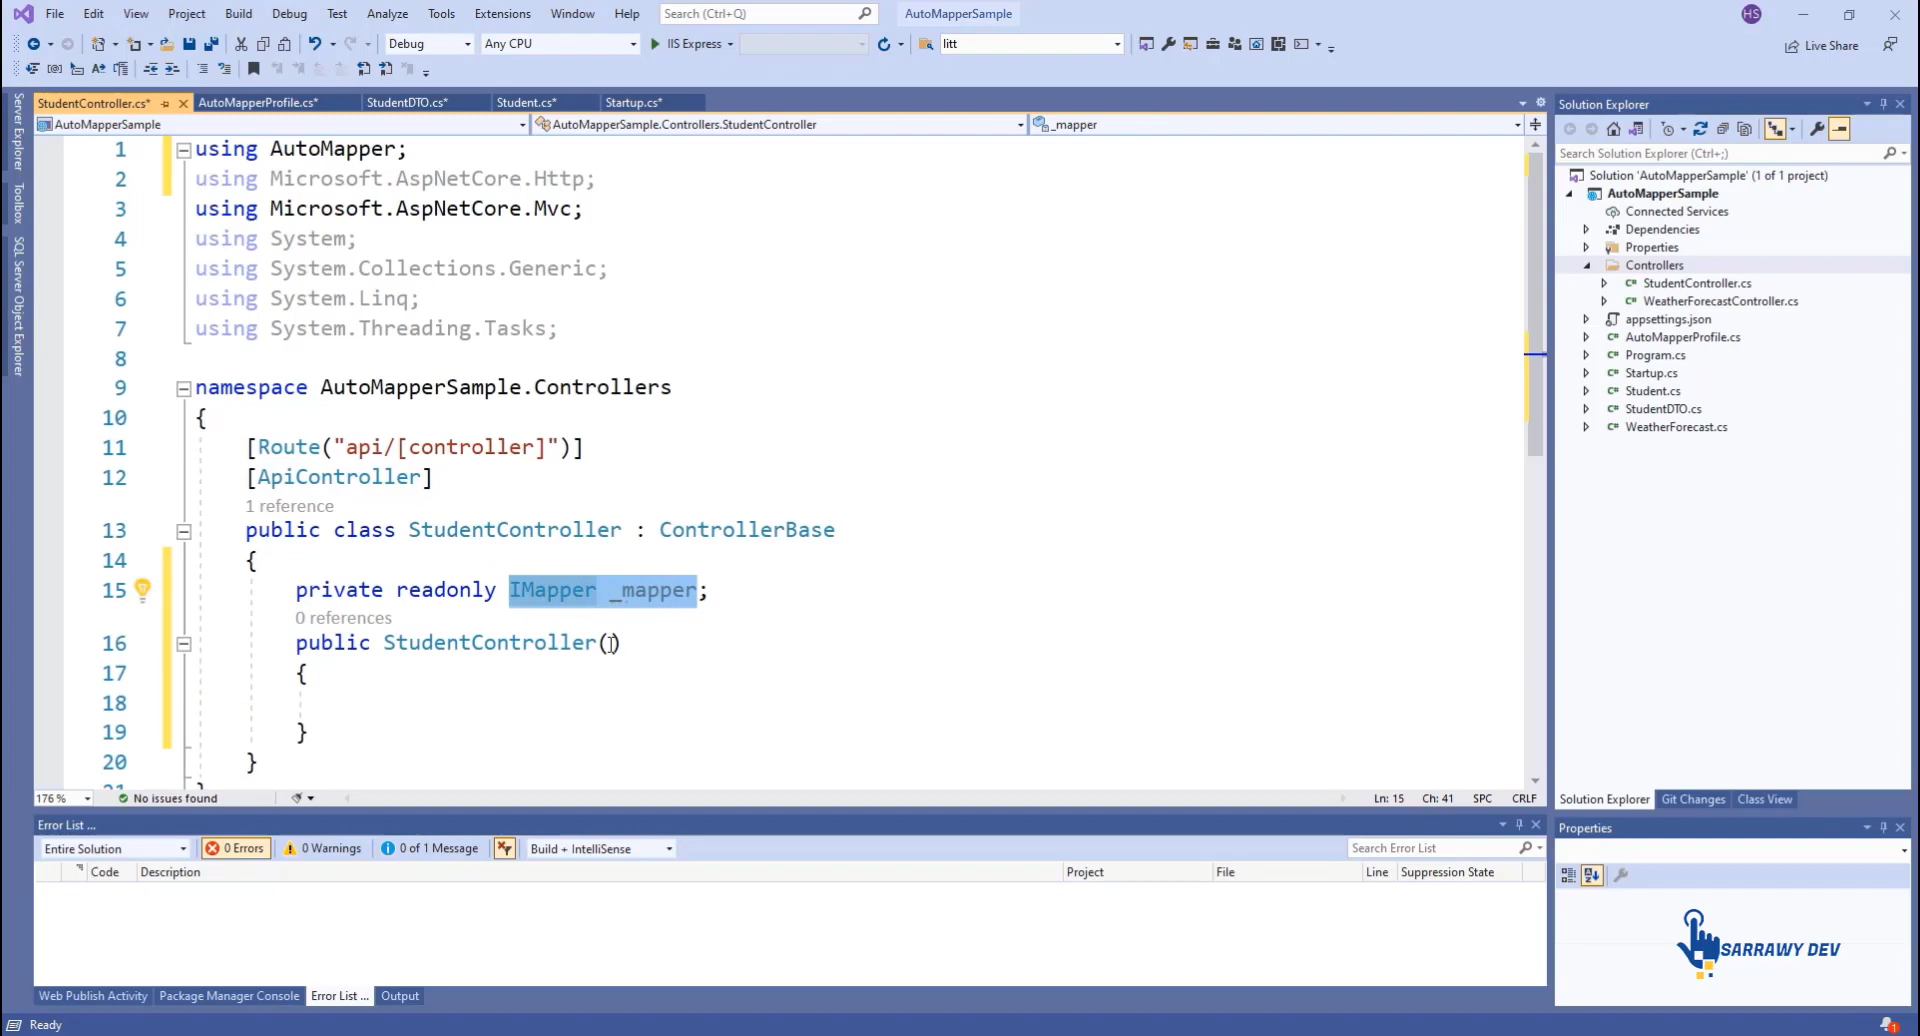 File Edit View Project Build Debug Test Analyze Tools Extensions Window Help Search (Ctrl+Q) AutoMapperSample HS
Debug Any CPU IIS Express litt Live Share
StudentController.cs* AutoMapperProfile.cs* StudentDTO.cs* Student.cs* Startup.cs*
AutoMapperSample AutoMapperSample.Controllers.StudentController _mapper
Server Explorer
Toolbox
SQL Server Object Explorer
1 using AutoMapper;
2 using Microsoft.AspNetCore.Http;
3 using Microsoft.AspNetCore.Mvc;
4 using System;
5 using System.Collections.Generic;
6 using System.Linq;
7 using System.Threading.Tasks;
8
9 namespace AutoMapperSample.Controllers
10 {
11 [Route("api/[controller]")]
12 [ApiController]
1 reference
13 public class StudentController : ControllerBase
14 {
15 private readonly IMapper _mapper;
0 references
16 public StudentController()
17 {
18
19 }
20 }
21 }
176 % No issues found Ln: 15 Ch: 41 SPC CRLF
Error List ...
Entire Solution 0 Errors 0 Warnings 0 of 1 Message Build + IntelliSense Search Error List
Code Description Project File Line Suppression State
Web Publish Activity Package Manager Console Error List ... Output
Ready
Solution Explorer
Search Solution Explorer (Ctrl+;)
Solution 'AutoMapperSample' (1 of 1 project)
AutoMapperSample
Connected Services
Dependencies
Properties
Controllers
C# StudentController.cs
C# WeatherForecastController.cs
appsettings.json
C# AutoMapperProfile.cs
C# Program.cs
C# Startup.cs
C# Student.cs
C# StudentDTO.cs
C# WeatherForecast.cs
Solution Explorer Git Changes Class View
Properties
SARRAWY DEV
1